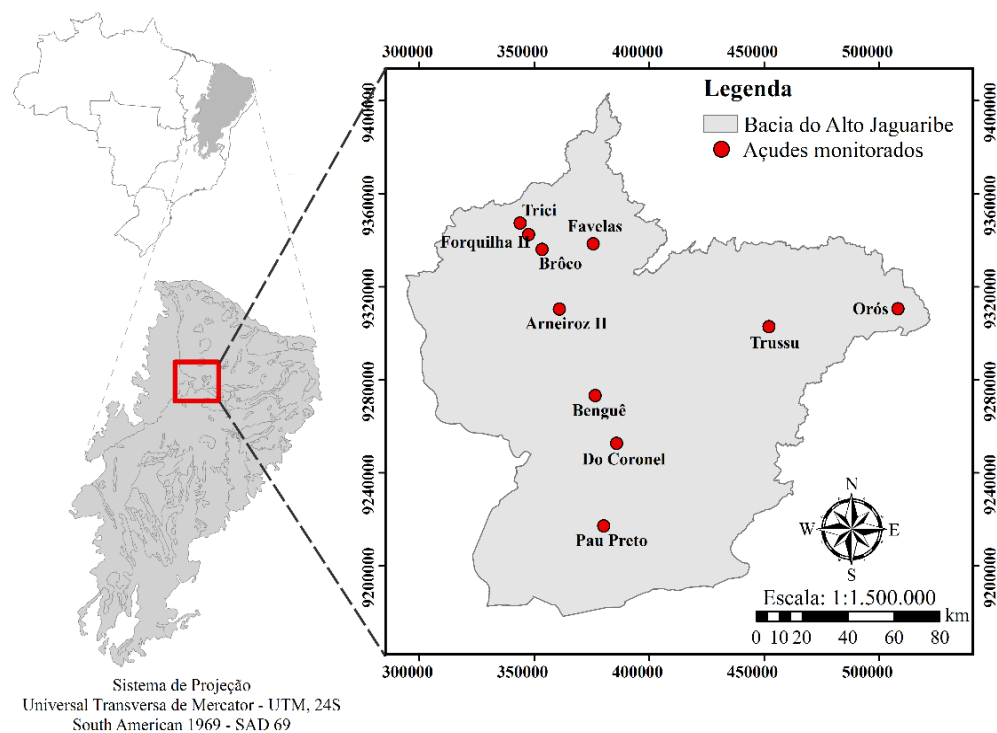 300000 350000 400000 450000 500000
Legenda
Bacia do Alto Jaguaribe
Açudes monitorados
9400000
9400000
9360000
9360000
9320000
9320000
9280000
9280000
9240000
9240000
9200000
9200000
Trici
Forquilha II
Favelas
Brôco
Arneiroz II
Orós
Trussu
Benguê
Do Coronel
Pau Preto
N
W
E
S
Escala: 1:1.500.000
km
0 10 20 40 60 80
300000 350000 400000 450000 500000
Sistema de Projeção
Universal Transversa de Mercator - UTM, 24S
South American 1969 - SAD 69